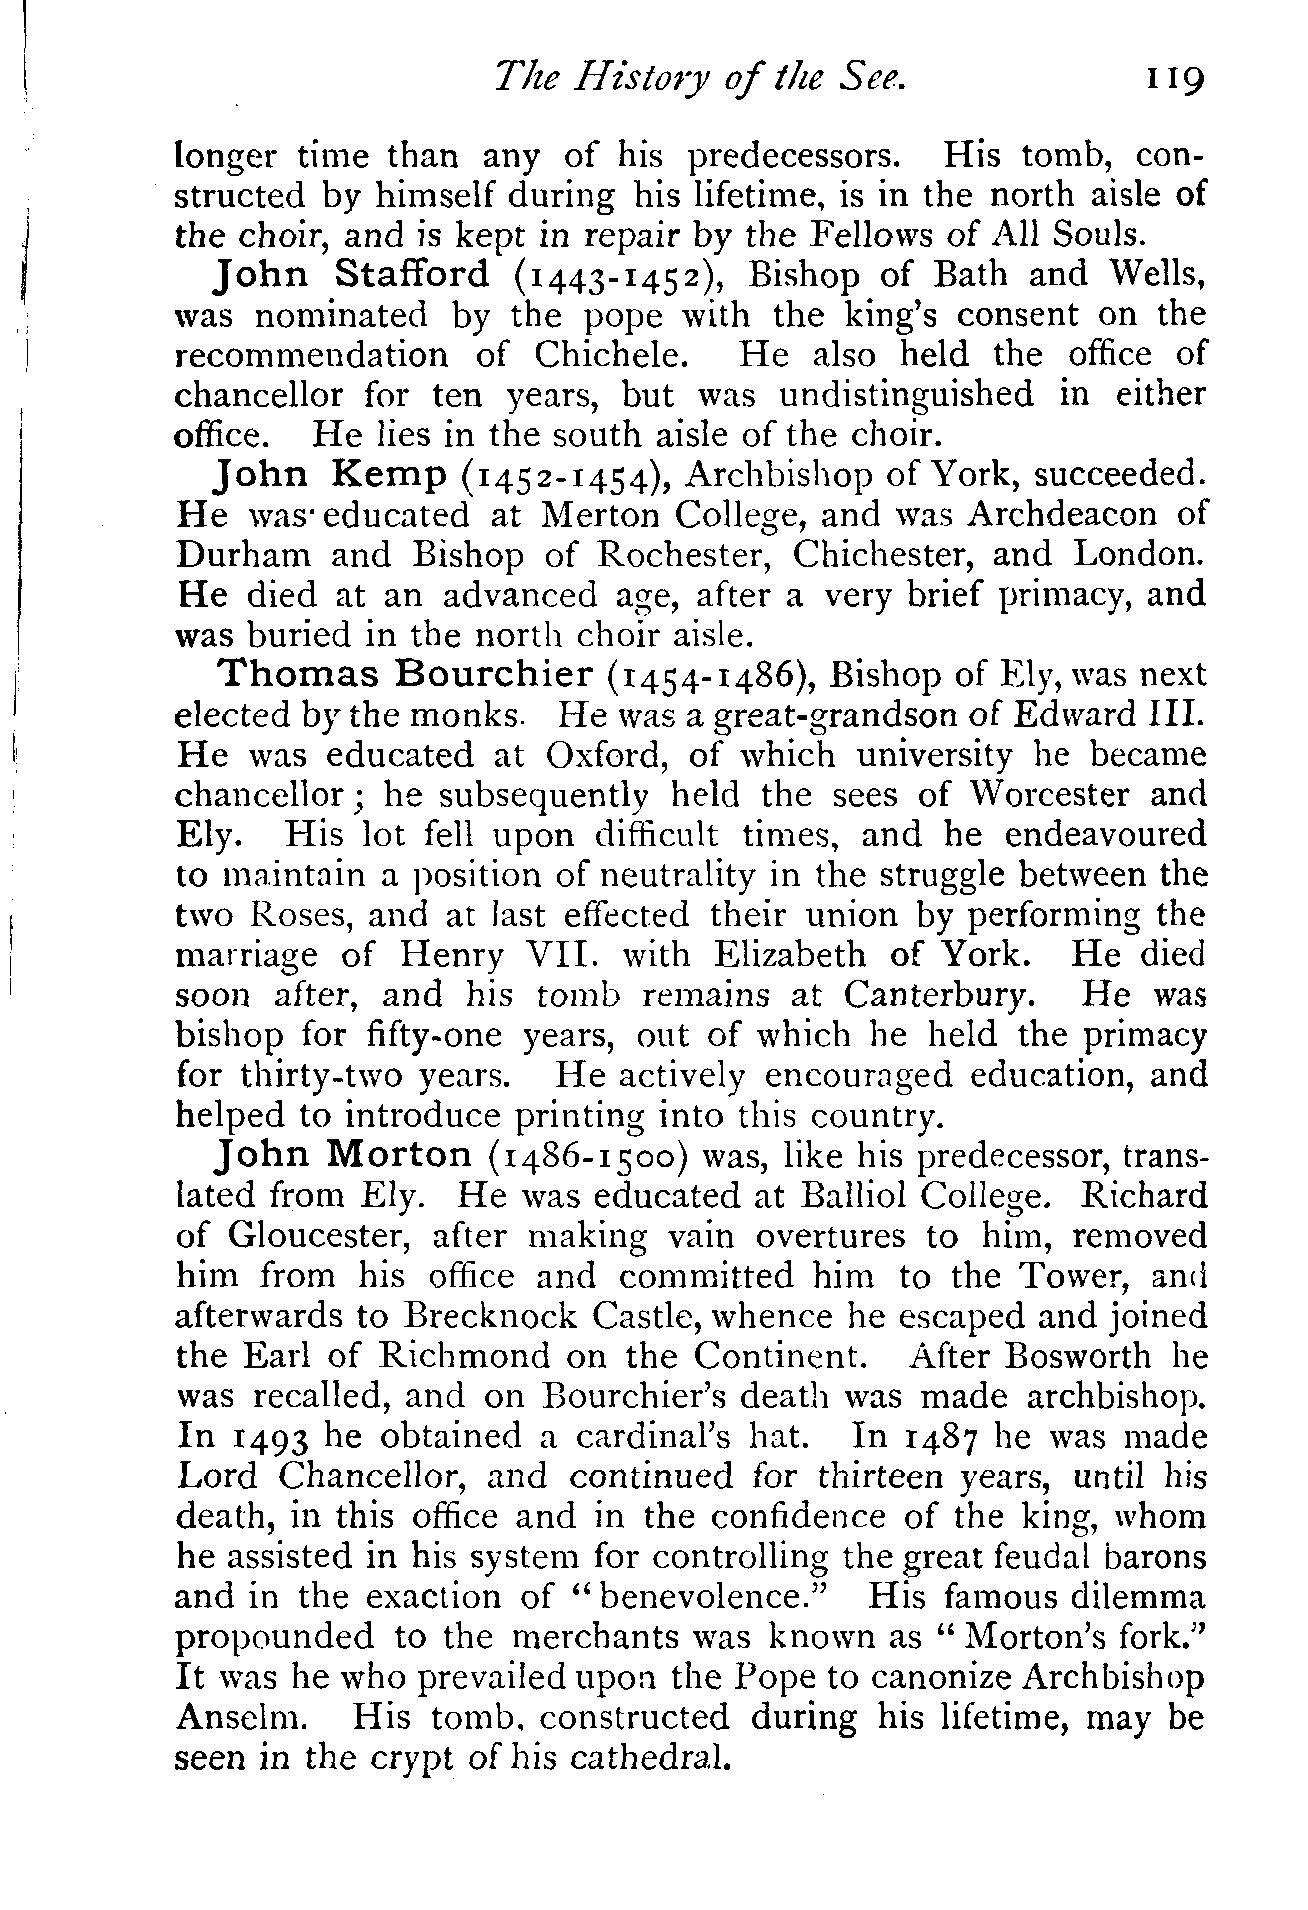 The History of the See. 119
longer time than any of his predecessors. His tomb, con-
structed by himself during his lifetime, is in the north aisle of
the choir, and is kept in repair by the Fellows of All Souls.
John Stafford (1443-1452), Bishop of Bath and Wells,
was nominated by the pope with the king's consent on the
recommendation of Chichele. He also held the office of
chancellor for ten years, but was undistinguished in either
office. He lies in the south aisle of the choir.
John Kemp (1452-1454), Archbishop of York, succeeded.
He was educated at Merton College, and was Archdeacon of
Durham and Bishop of Rochester, Chichester, and London.
He died at an advanced age, after a very brief primacy, and
was buried in the north choir aisle.
Thomas Bourchier (1454-1486), Bishop of Ely, was next
elected by the monks. He was a great-grandson of Edward III.
He was educated at Oxford, of which university he became
chancellor; he subsequently held the sees of Worcester and
Ely. His lot fell upon difficult times, and he endeavoured
to maintain a position of neutrality in the struggle between the
two Roses, and at last effected their union by performing the
marriage of Henry VII. with Elizabeth of York. He died
soon after, and his tomb remains at Canterbury. He was
bishop for fifty-one years, out of which he held the primacy
for thirty-two years. He actively encouraged education, and
helped to introduce printing into this country.
John Morton (1486-1500) was, like his predecessor, trans-
lated from Ely. He was educated at Balliol College. Richard
of Gloucester, after making vain overtures to him, removed
him from his office and committed him to the Tower, and
afterwards to Brecknock Castle, whence he escaped and joined
the Earl of Richmond on the Continent. After Bosworth he
was recalled, and on Bourchier's death was made archbishop.
In 1493 he obtained a cardinal's hat. In 1487 he was made
Lord Chancellor, and continued for thirteen years, until his
death, in this office and in the confidence of the king, whom
he assisted in his system for controlling the great feudal barons
and in the exaction of "benevolence." His famous dilemma
propounded to the merchants was known as "Morton's fork."
It was he who prevailed upon the Pope to canonize Archbishop
Anselm. His tomb, constructed during his lifetime, may be
seen in the crypt of his cathedral.